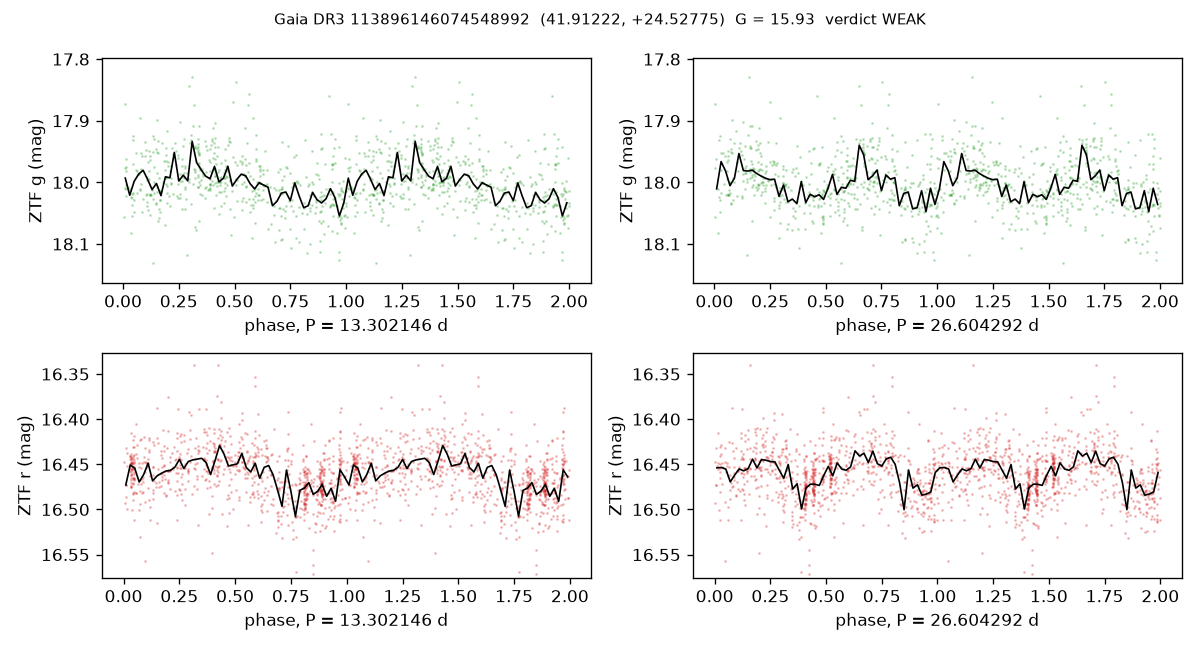 Gaia DR3 113896146074548992 (41.91222, +24.52775) G = 15.93 verdict WEAK
17.8
17.9
18.0
18.1
ZTF g (mag)
0.00 0.25 0.50 0.75 1.00 1.25 1.50 1.75 2.00
phase, P = 13.302146 d
17.8
17.9
18.0
18.1
ZTF g (mag)
0.00 0.25 0.50 0.75 1.00 1.25 1.50 1.75 2.00
phase, P = 26.604292 d
16.35
16.40
16.45
16.50
16.55
ZTF r (mag)
0.00 0.25 0.50 0.75 1.00 1.25 1.50 1.75 2.00
phase, P = 13.302146 d
16.35
16.40
16.45
16.50
16.55
ZTF r (mag)
0.00 0.25 0.50 0.75 1.00 1.25 1.50 1.75 2.00
phase, P = 26.604292 d